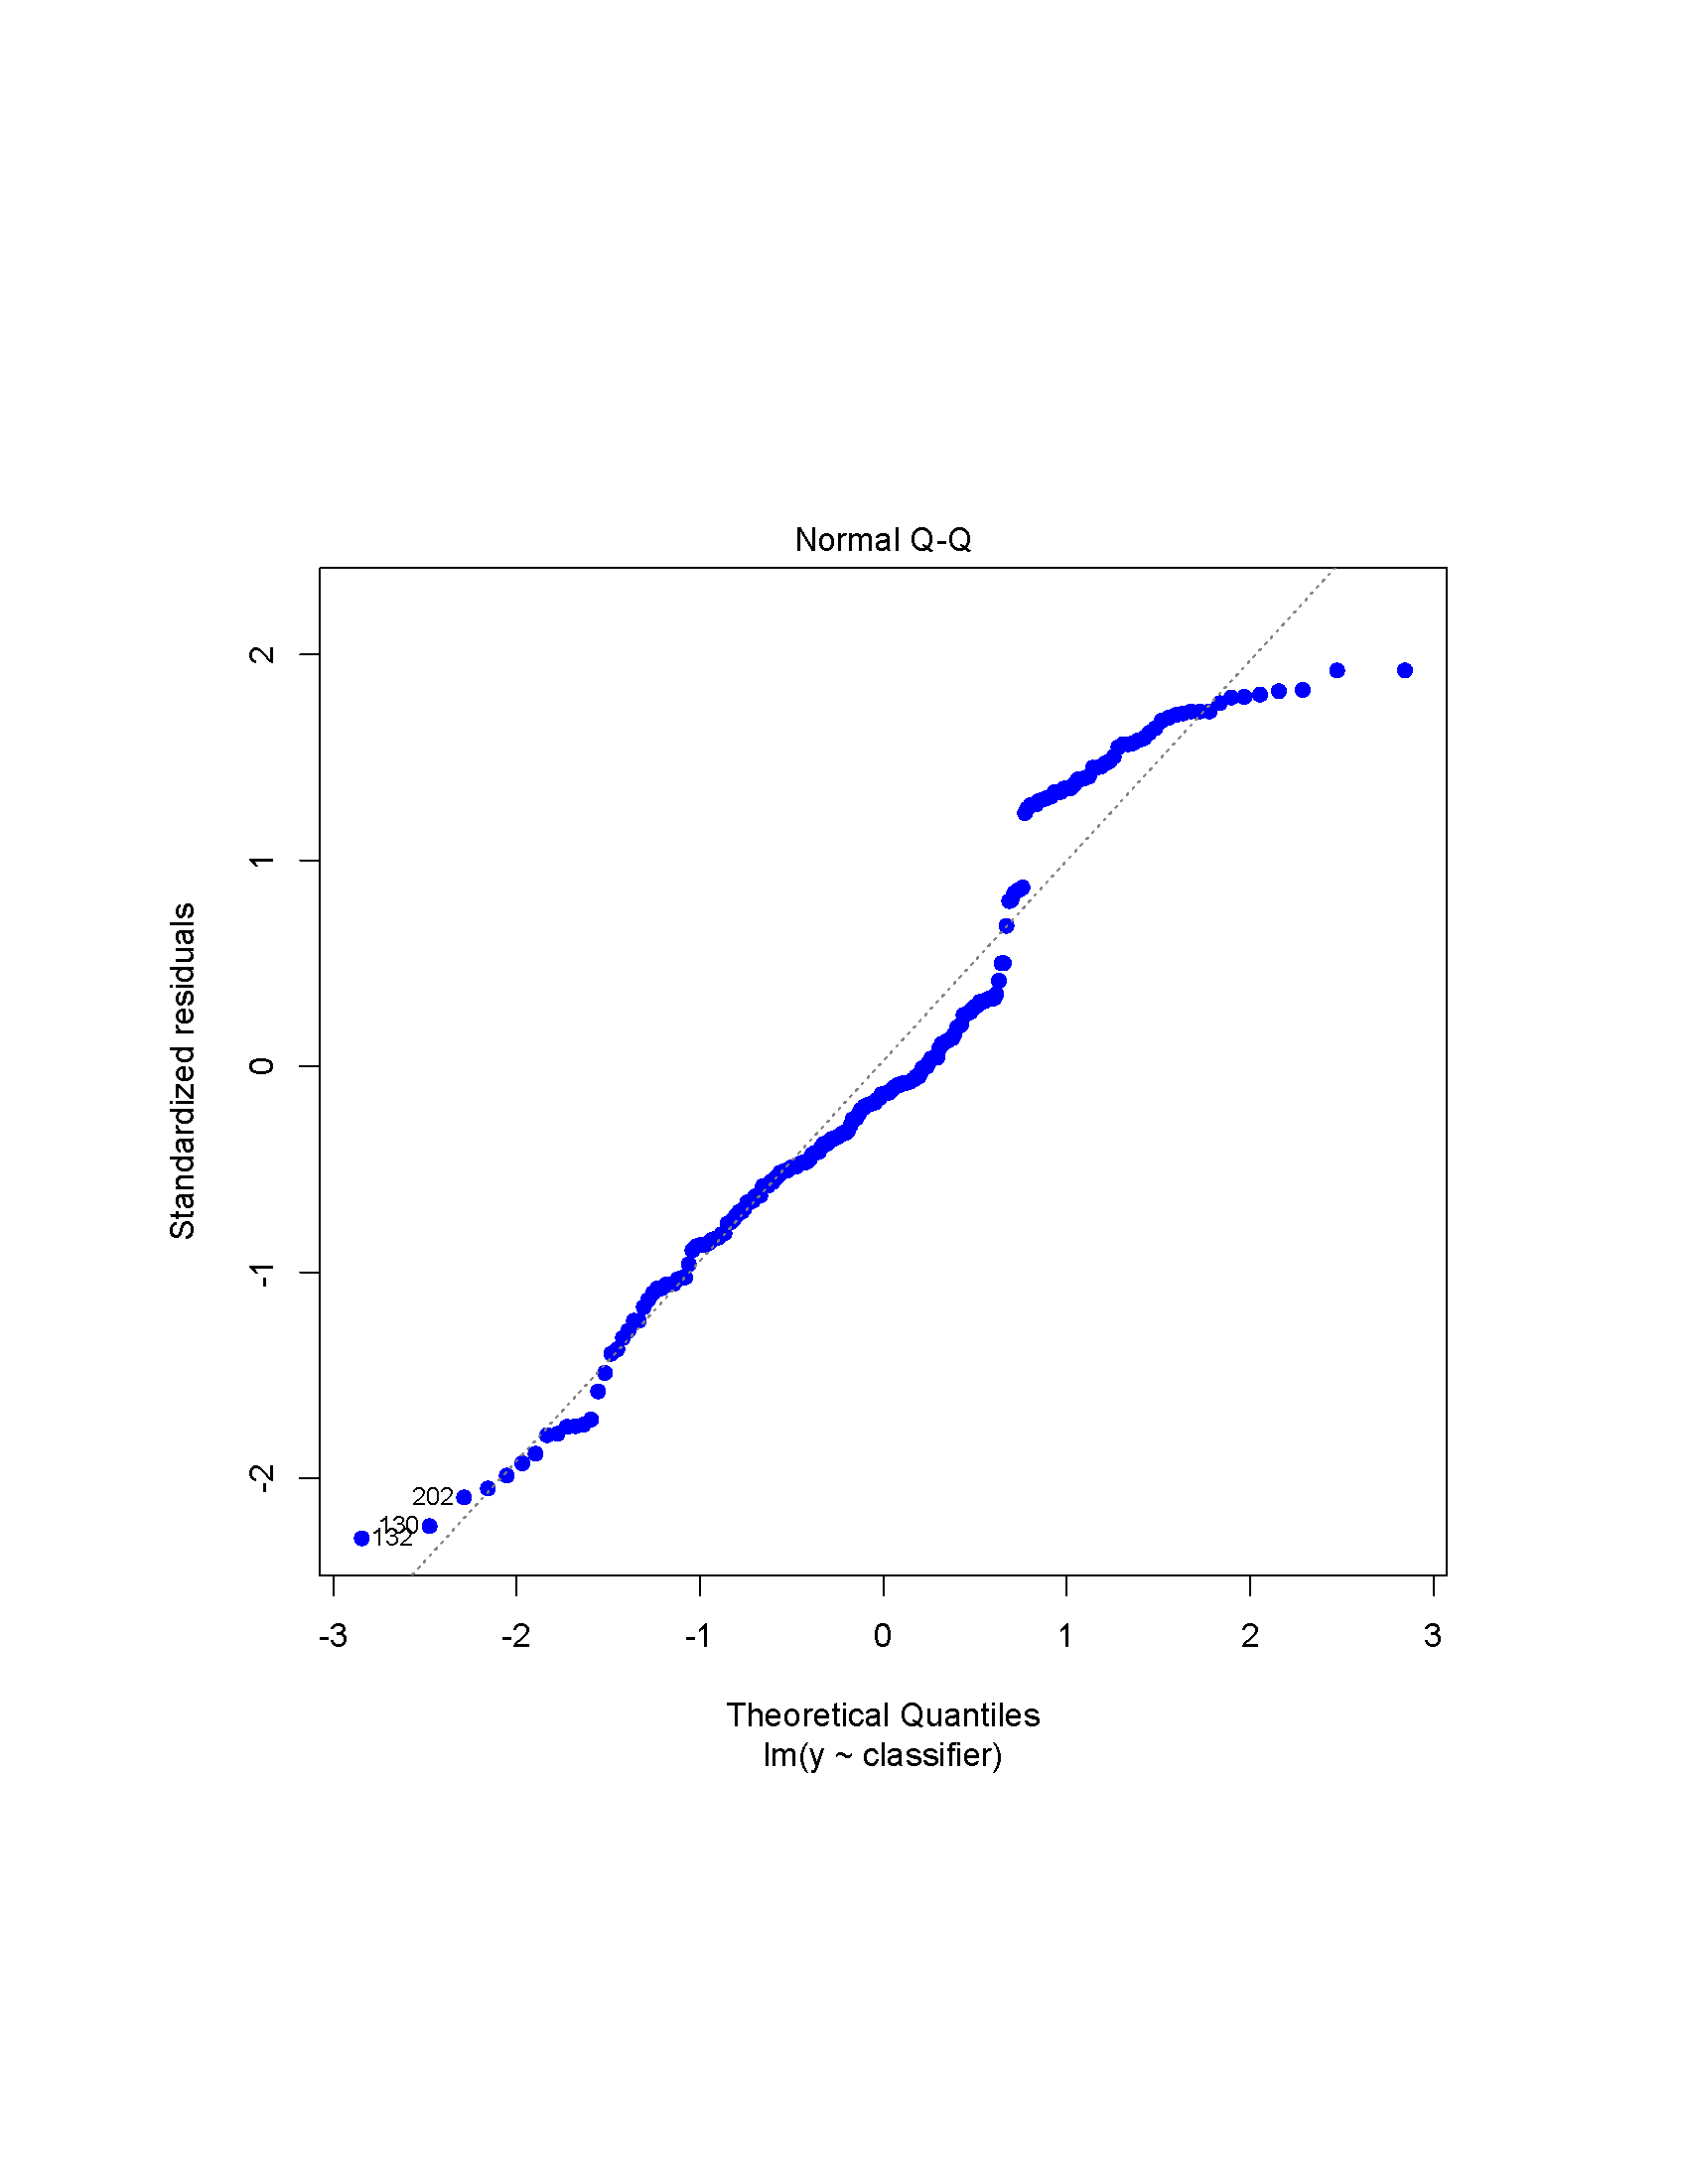 Normal Q-Q
Standardized residuals
2
1
0
-1
-2
202
130
132
-3 -2 -1 0 1 2 3
Theoretical Quantiles
lm(y ~ classifier)